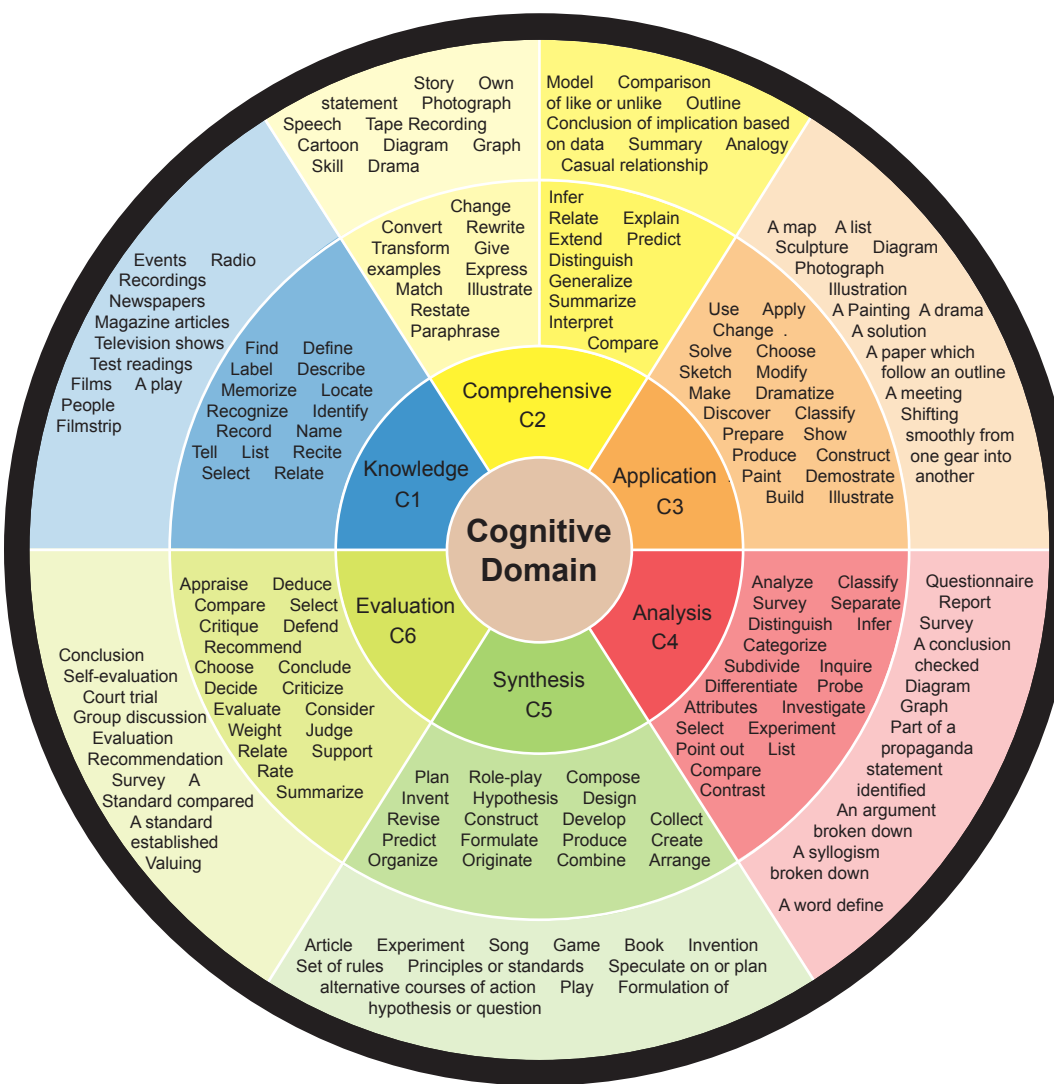 Story Own
statement Photograph
Speech Tape Recording
Cartoon Diagram Graph
Skill Drama
Model Comparison
of like or unlike Outline
Conclusion of implication based
on data Summary Analogy
Casual relationship
Change
Convert Rewrite
Transform Give
examples Express
Match Illustrate
Restate
Paraphrase
Infer
Relate Explain
Extend Predict
Distinguish
Generalize
Summarize
Interpret
Compare
Comprehensive
C2
Events Radio
Recordings
Newspapers
Magazine articles
Television shows
Test readings
Films A play
People
Filmstrip
Find Define
Label Describe
Memorize Locate
Recognize Identify
Record Name
Tell List Recite
Select Relate
Knowledge
C1
Application
C3
Use Apply
Change .
Solve Choose
Sketch Modify
Make Dramatize
Discover Classify
Prepare Show
Produce Construct
Paint Demostrate
Build Illustrate
A map A list
Sculpture Diagram
Photograph
Illustration
A Painting A drama
A solution
A paper which
follow an outline
A meeting
Shifting
smoothly from
one gear into
another
Cognitive
Domain
Conclusion
Self-evaluation
Court trial
Group discussion
Evaluation
Recommendation
Survey A
Standard compared
A standard
established
Valuing
Appraise Deduce
Compare Select
Critique Defend
Recommend
Choose Conclude
Decide Criticize
Evaluate Consider
Weight Judge
Relate Support
Rate
Summarize
Evaluation
C6
Synthesis
C5
Analysis
C4
Analyze Classify
Survey Separate
Distinguish Infer
Categorize
Subdivide Inquire
Differentiate Probe
Attributes Investigate
Select Experiment
Point out List
Compare
Contrast
Questionnaire
Report
Survey
A conclusion
checked
Diagram
Graph
Part of a
propaganda
statement
identified
An argument
broken down
A syllogism
broken down
A word define
Plan Role-play Compose
Invent Hypothesis Design
Revise Construct Develop Collect
Predict Formulate Produce Create
Organize Originate Combine Arrange
Article Experiment Song Game Book Invention
Set of rules Principles or standards Speculate on or plan
alternative courses of action Play Formulation of
hypothesis or question